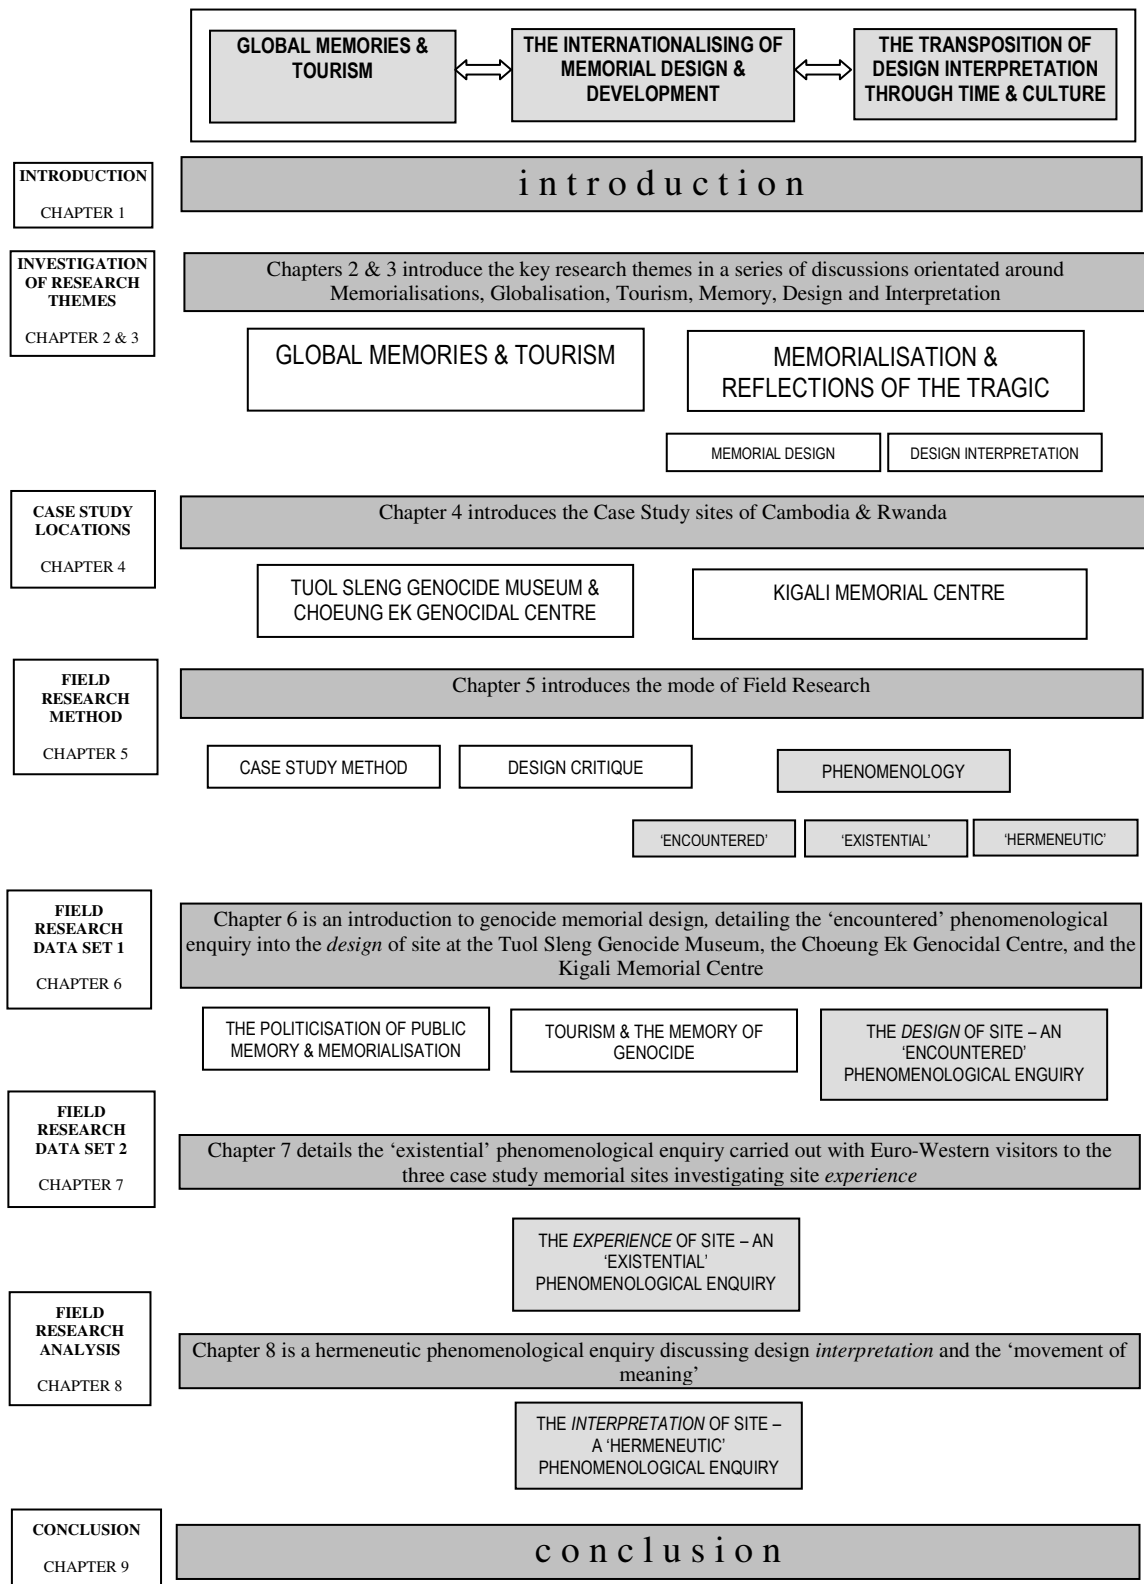 GLOBAL MEMORIES &
TOURISM
THE INTERNATIONALISING OF
MEMORIAL DESIGN &
DEVELOPMENT
THE TRANSPOSITION OF
DESIGN INTERPRETATION
THROUGH TIME & CULTURE
INTRODUCTION
CHAPTER 1
introduction
INVESTIGATION
OF RESEARCH
THEMES
CHAPTER 2 & 3
Chapters 2 & 3 introduce the key research themes in a series of discussions orientated around
Memorialisations, Globalisation, Tourism, Memory, Design and Interpretation
GLOBAL MEMORIES & TOURISM
MEMORIALISATION &
REFLECTIONS OF THE TRAGIC
MEMORIAL DESIGN
DESIGN INTERPRETATION
CASE STUDY
LOCATIONS
CHAPTER 4
Chapter 4 introduces the Case Study sites of Cambodia & Rwanda
TUOL SLENG GENOCIDE MUSEUM &
CHOEUNG EK GENOCIDAL CENTRE
KIGALI MEMORIAL CENTRE
FIELD
RESEARCH
METHOD
CHAPTER 5
Chapter 5 introduces the mode of Field Research
CASE STUDY METHOD
DESIGN CRITIQUE
PHENOMENOLOGY
‘ENCOUNTERED’
‘EXISTENTIAL’
‘HERMENEUTIC’
FIELD
RESEARCH
DATA SET 1
CHAPTER 6
Chapter 6 is an introduction to genocide memorial design, detailing the ‘encountered’ phenomenological
enquiry into the design of site at the Tuol Sleng Genocide Museum, the Choeung Ek Genocidal Centre, and the
Kigali Memorial Centre
THE POLITICISATION OF PUBLIC
MEMORY & MEMORIALISATION
TOURISM & THE MEMORY OF
GENOCIDE
THE DESIGN OF SITE – AN
‘ENCOUNTERED’
PHENOMENOLOGICAL ENGUIRY
FIELD
RESEARCH
DATA SET 2
CHAPTER 7
Chapter 7 details the ‘existential’ phenomenological enquiry carried out with Euro-Western visitors to the
three case study memorial sites investigating site experience
THE EXPERIENCE OF SITE – AN
‘EXISTENTIAL’
PHENOMENOLOGICAL ENQUIRY
FIELD
RESEARCH
ANALYSIS
CHAPTER 8
Chapter 8 is a hermeneutic phenomenological enquiry discussing design interpretation and the ‘movement of
meaning’
THE INTERPRETATION OF SITE –
A ‘HERMENEUTIC’
PHENOMENOLOGICAL ENQUIRY
CONCLUSION
CHAPTER 9
conclusion